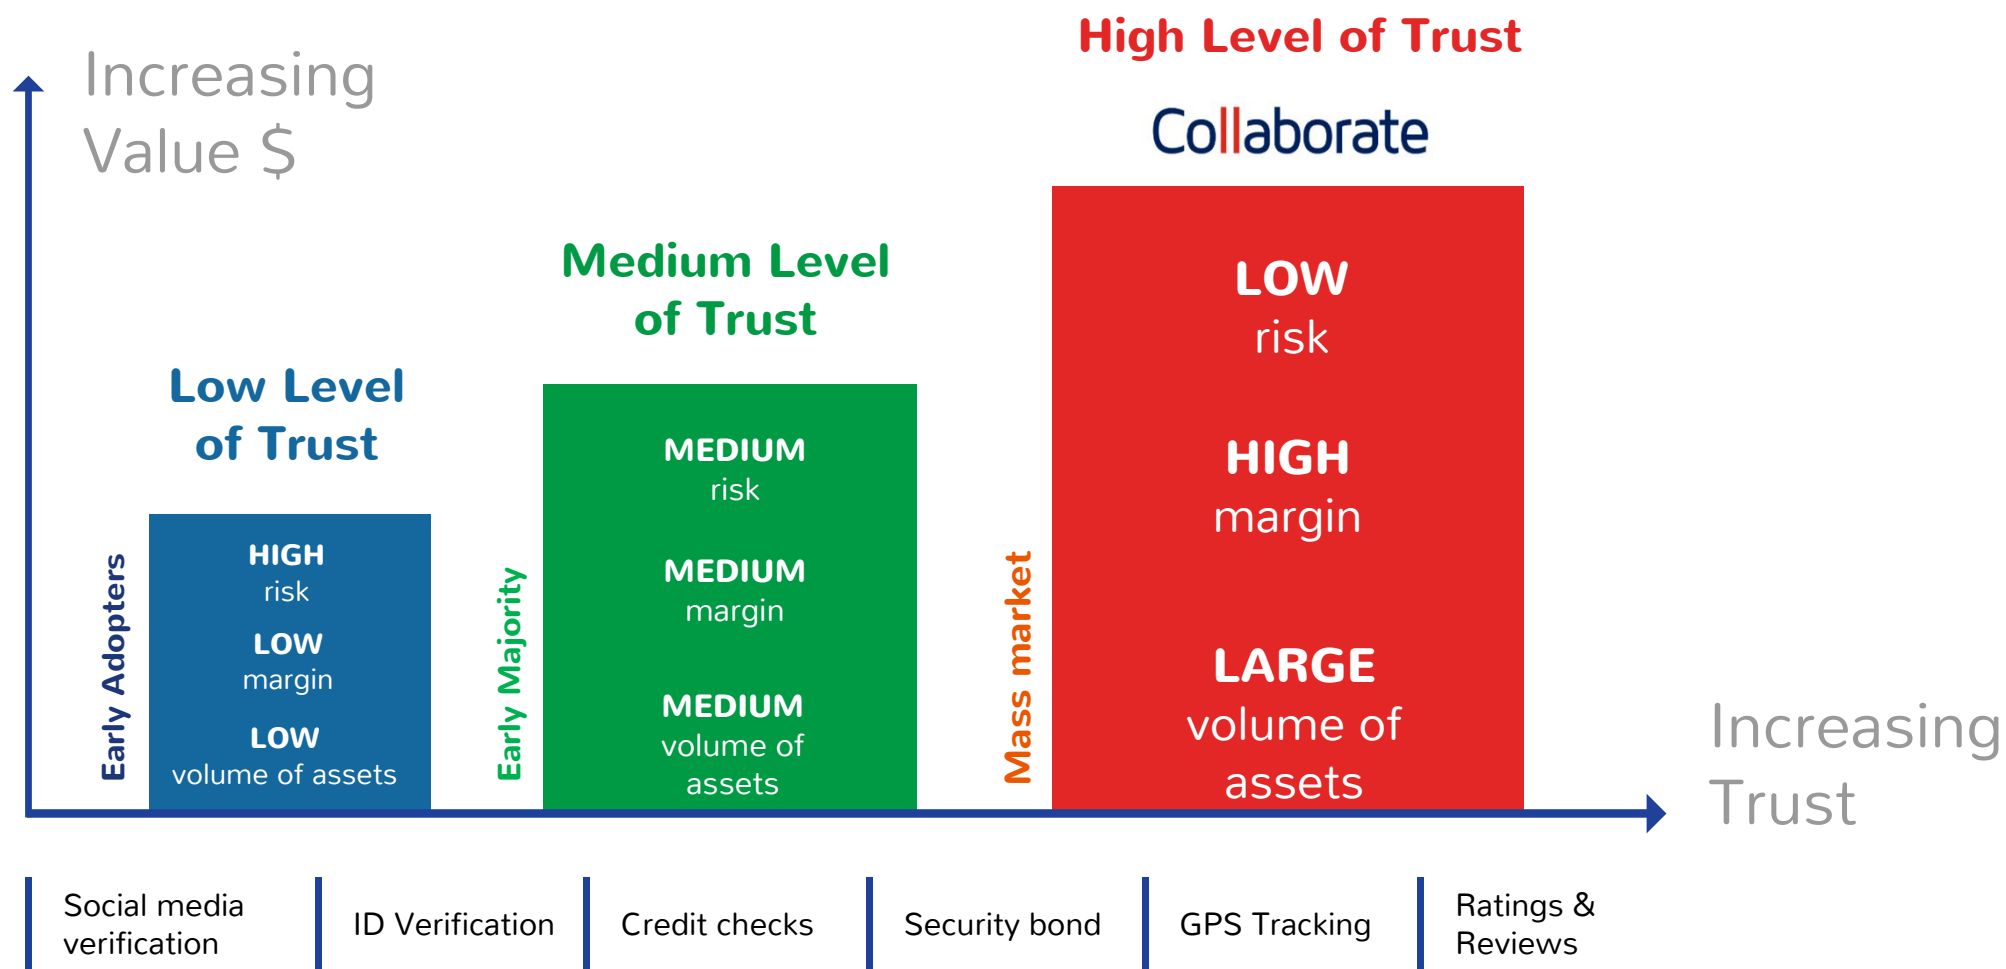 Increasing
Value $
High Level of Trust
Collaborate
LOW
risk
HIGH
margin
LARGE
volume of
assets
Mass market
Medium Level
of Trust
MEDIUM
risk
MEDIUM
margin
MEDIUM
volume of
assets
Early Majority
Low Level
of Trust
HIGH
risk
LOW
margin
LOW
volume of assets
Early Adopters
Increasing
Trust
Social media
verification
ID Verification
Credit checks
Security bond
GPS Tracking
Ratings &
Reviews